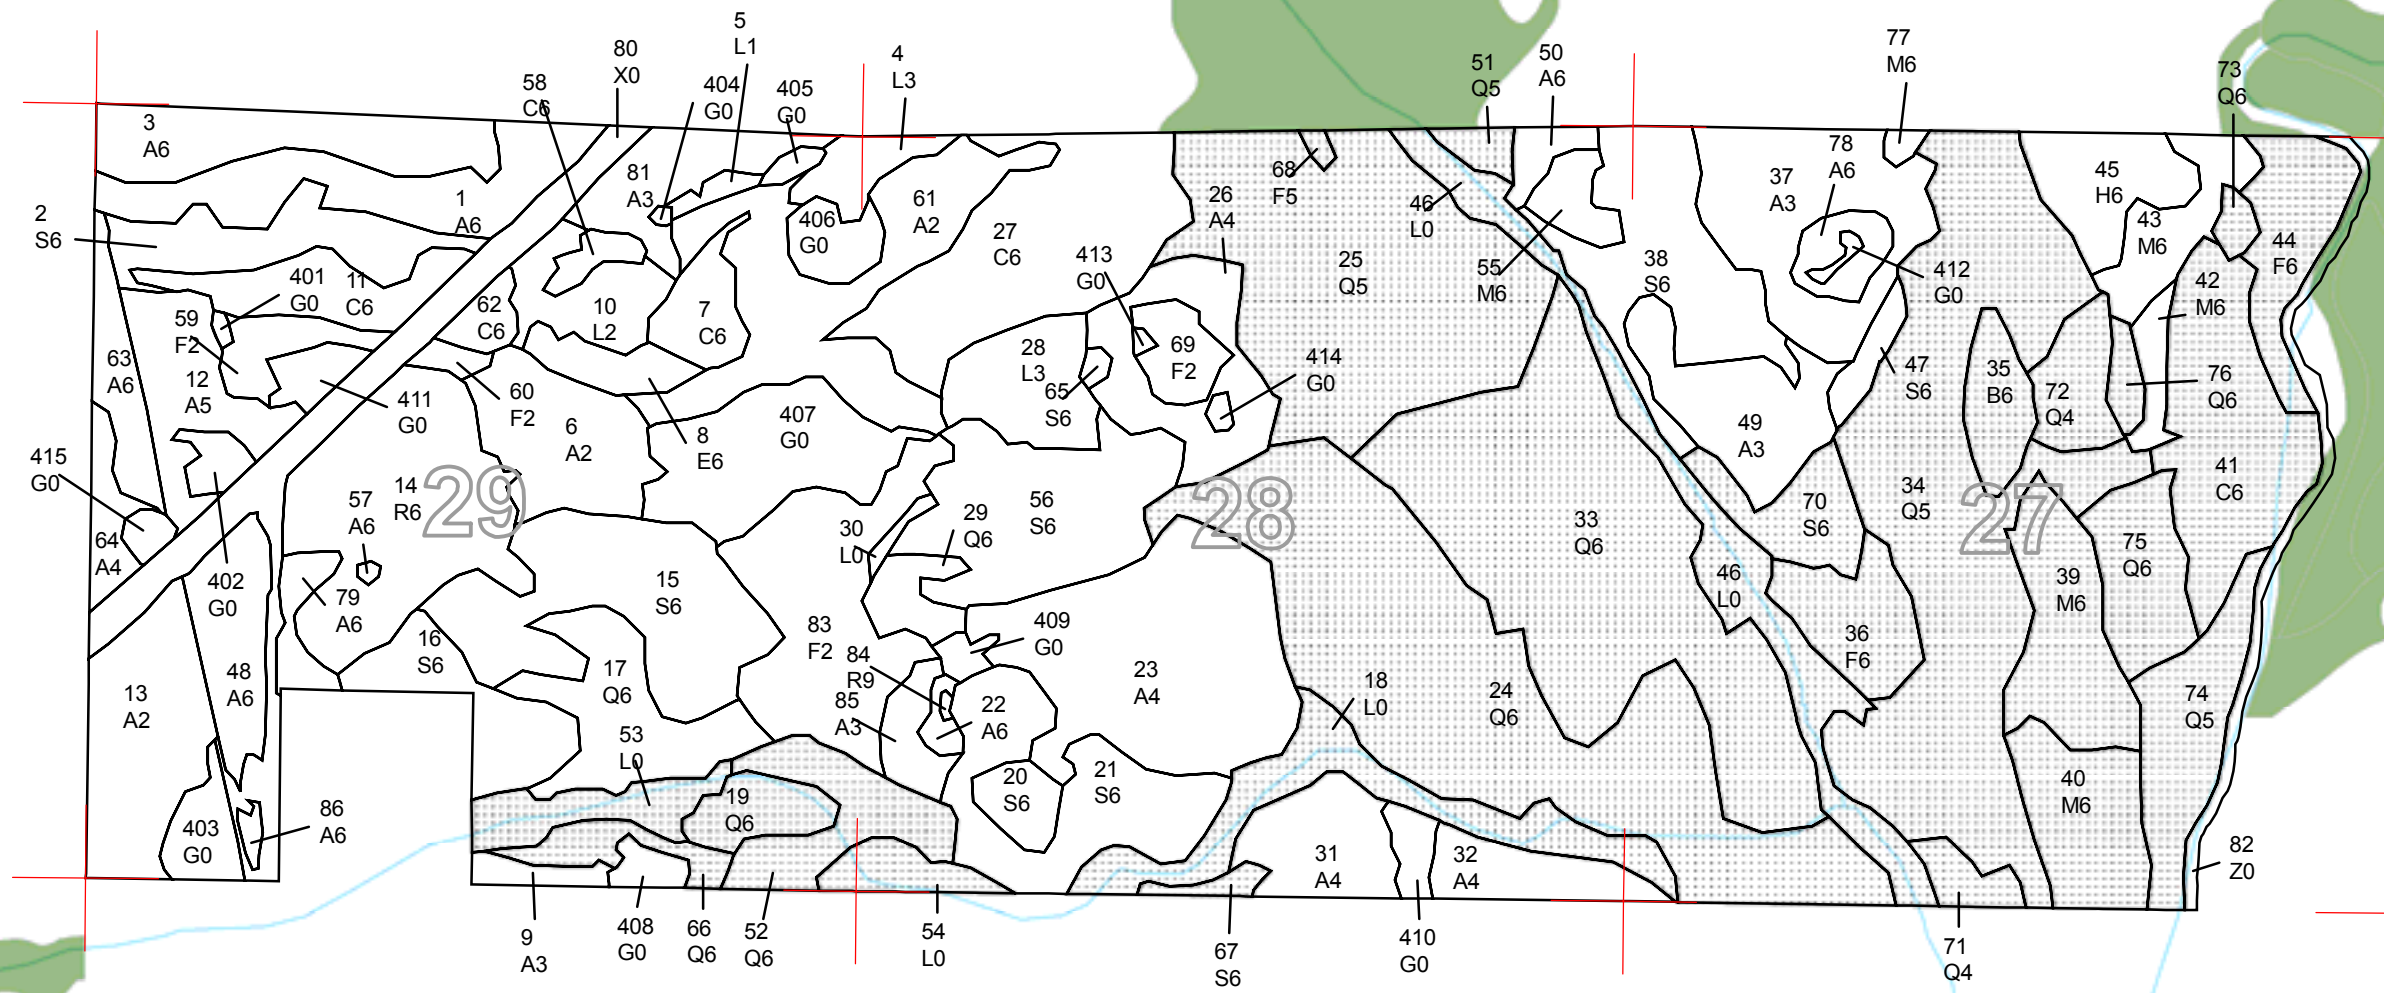 5
L1
4
L3
80
X0
58
C6
404
G0
405
G0
51
Q5
50
A6
77
M6
73
Q6
3
A6
81
A3
1
A6
2
S6
61
A2
406
G0
27
C6
26
A4
68
F5
46
L0
37
A3
78
A6
45
H6
43
M6
44
F6
401
G0
11
C6
62
C6
10
L2
7
C6
413
G0
25
Q5
55
M6
38
S6
412
G0
42
M6
59
F2
63
A6
12
A5
411
G0
60
F2
6
A2
8
E6
407
G0
28
L3
65
S6
69
F2
414
G0
47
S6
35
B6
72
Q4
76
Q6
49
A3
415
G0
64
A4
57
A6
14
R6
29
30
L0
29
Q6
56
S6
28
33
Q6
70
S6
34
Q5
27
41
C6
402
G0
79
A6
16
S6
15
S6
83
F2
84
R9
85
A3
409
G0
46
L0
36
F6
39
M6
75
Q6
13
A2
48
A6
17
Q6
53
L0
22
A6
23
A4
18
L0
24
Q6
74
Q5
403
G0
86
A6
19
Q6
20
S6
21
S6
31
A4
32
A4
40
M6
82
Z0
9
A3
408
G0
66
Q6
52
Q6
54
L0
67
S6
410
G0
71
Q4